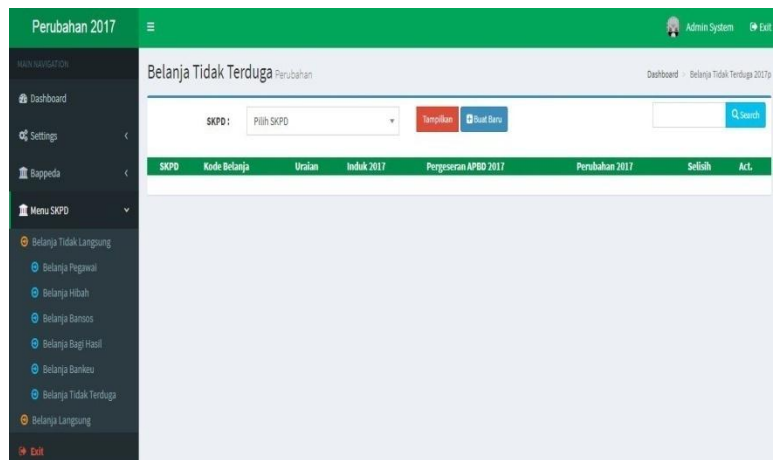 Perubahan 2017
Admin System Exit
MAIN NAVIGATION
Belanja Tidak Terduga Perubahan
Dashboard > Belanja Tidak Terduga 2017p
Dashboard
SKPD : Pilih SKPD Tampilkan Buat Baru Search
Settings
SKPD Kode Belanja Uraian Induk 2017 Pergeseran APBD 2017 Perubahan 2017 Selisih Act.
Bappeda
Menu SKPD
Belanja Tidak Langsung
Belanja Pegawai
Belanja Hibah
Belanja Bansos
Belanja Bagi Hasil
Belanja Bankeu
Belanja Tidak Terduga
Belanja Langsung
Exit